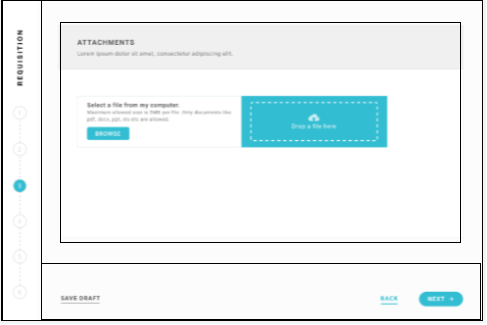 REQUISITION
ATTACHMENTS
Lorem ipsum dolor sit amet, consectetur adipiscing elit.
Select a file from my computer.
Maximum allowed size is 5MB per file. Only documents like
pdf, docx, ppt, xls etc are allowed.
BROWSE
Drop a file here
1
2
3
4
5
6
SAVE DRAFT
BACK
NEXT →